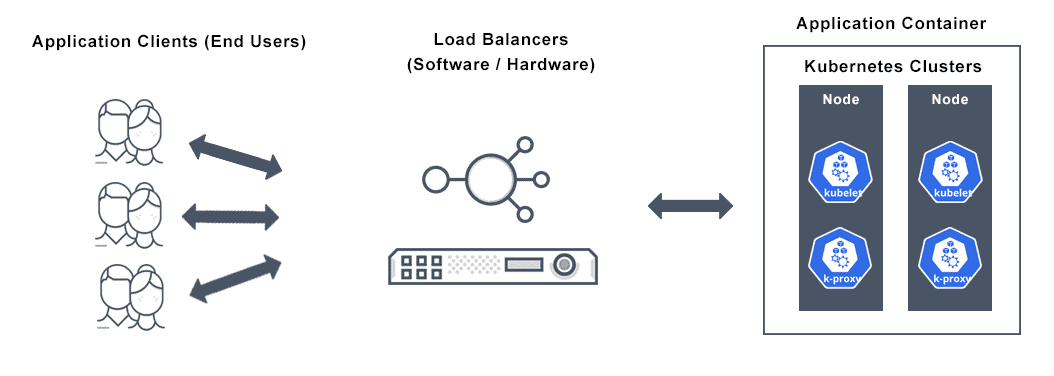 Application Clients (End Users)
Load Balancers
(Software / Hardware)
Application Container
Kubernetes Clusters
Node
kubelet
k-proxy
Node
kubelet
k-proxy